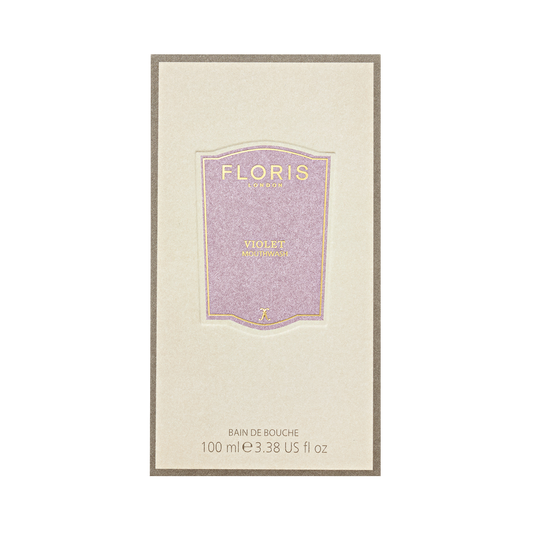 FLORIS
LONDON
VIOLET
MOUTHWASH
BAIN DE BOUCHE
100 ml ℮ 3.38 US fl oz